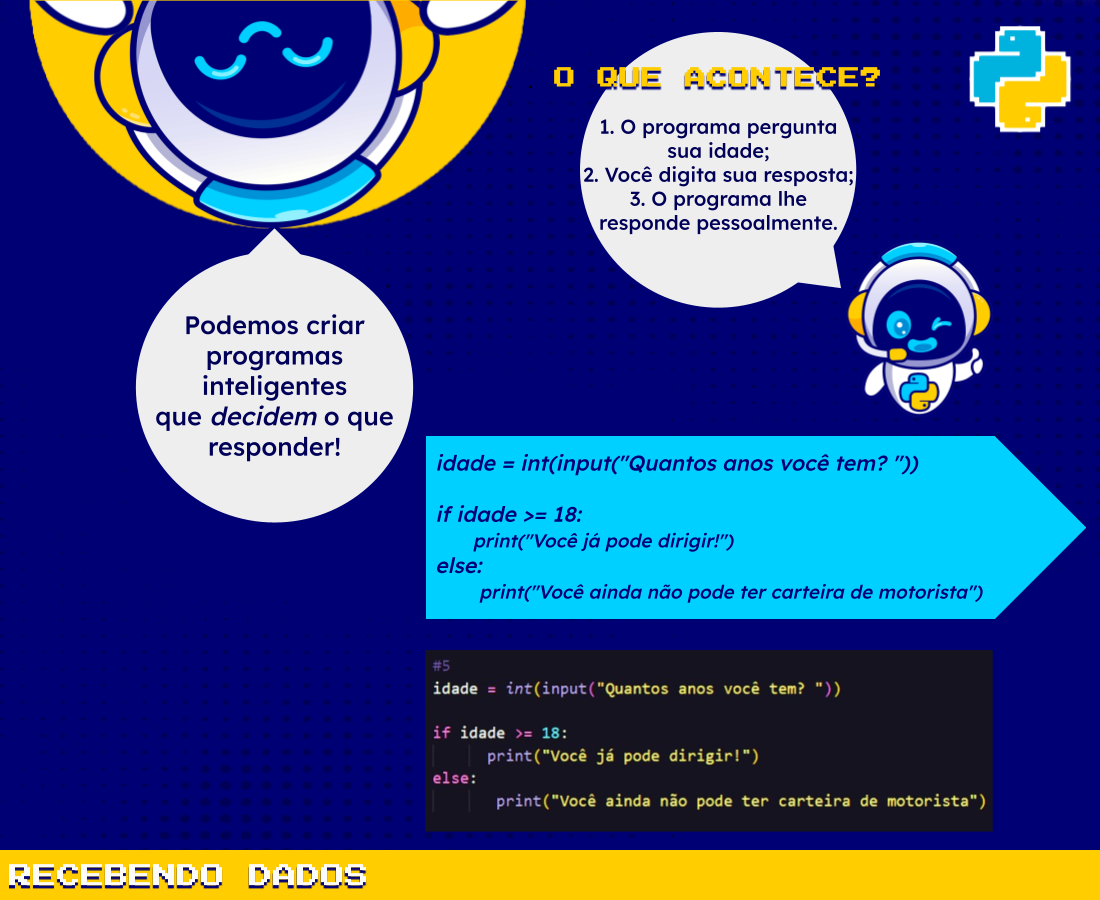 O QUE ACONTECE?
1. O programa pergunta
sua idade;
2. Você digita sua resposta;
3. O programa lhe
responde pessoalmente.
Podemos criar
programas
inteligentes
que decidem o que
responder!
idade = int(input("Quantos anos você tem? "))
if idade >= 18:
print("Você já pode dirigir!")
else:
print("Você ainda não pode ter carteira de motorista")
#5
idade = int(input("Quantos anos você tem? "))
if idade >= 18:
print("Você já pode dirigir!")
else:
print("Você ainda não pode ter carteira de motorista")
RECEBENDO DADOS